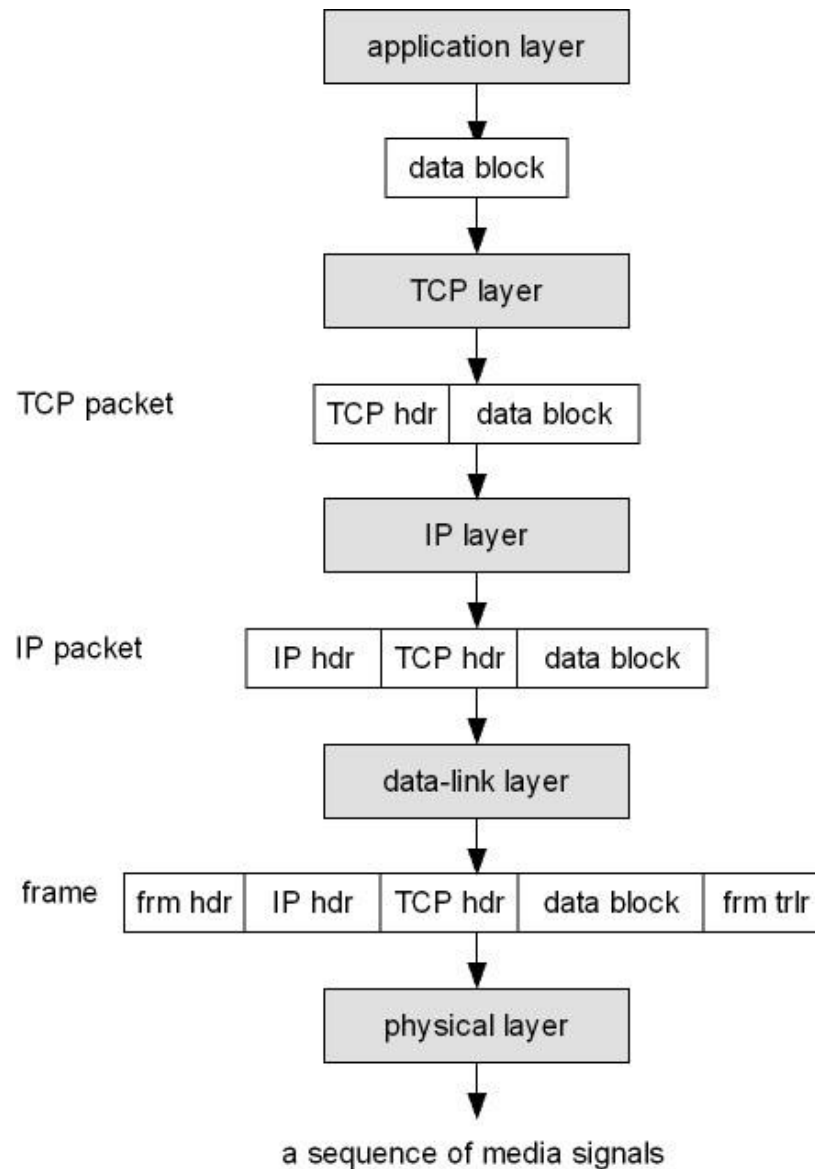 application layer
data block
TCP layer
TCP packet
TCP hdr data block
IP layer
IP packet
IP hdr TCP hdr data block
data-link layer
frame
frm hdr IP hdr TCP hdr data block frm trlr
physical layer
a sequence of media signals